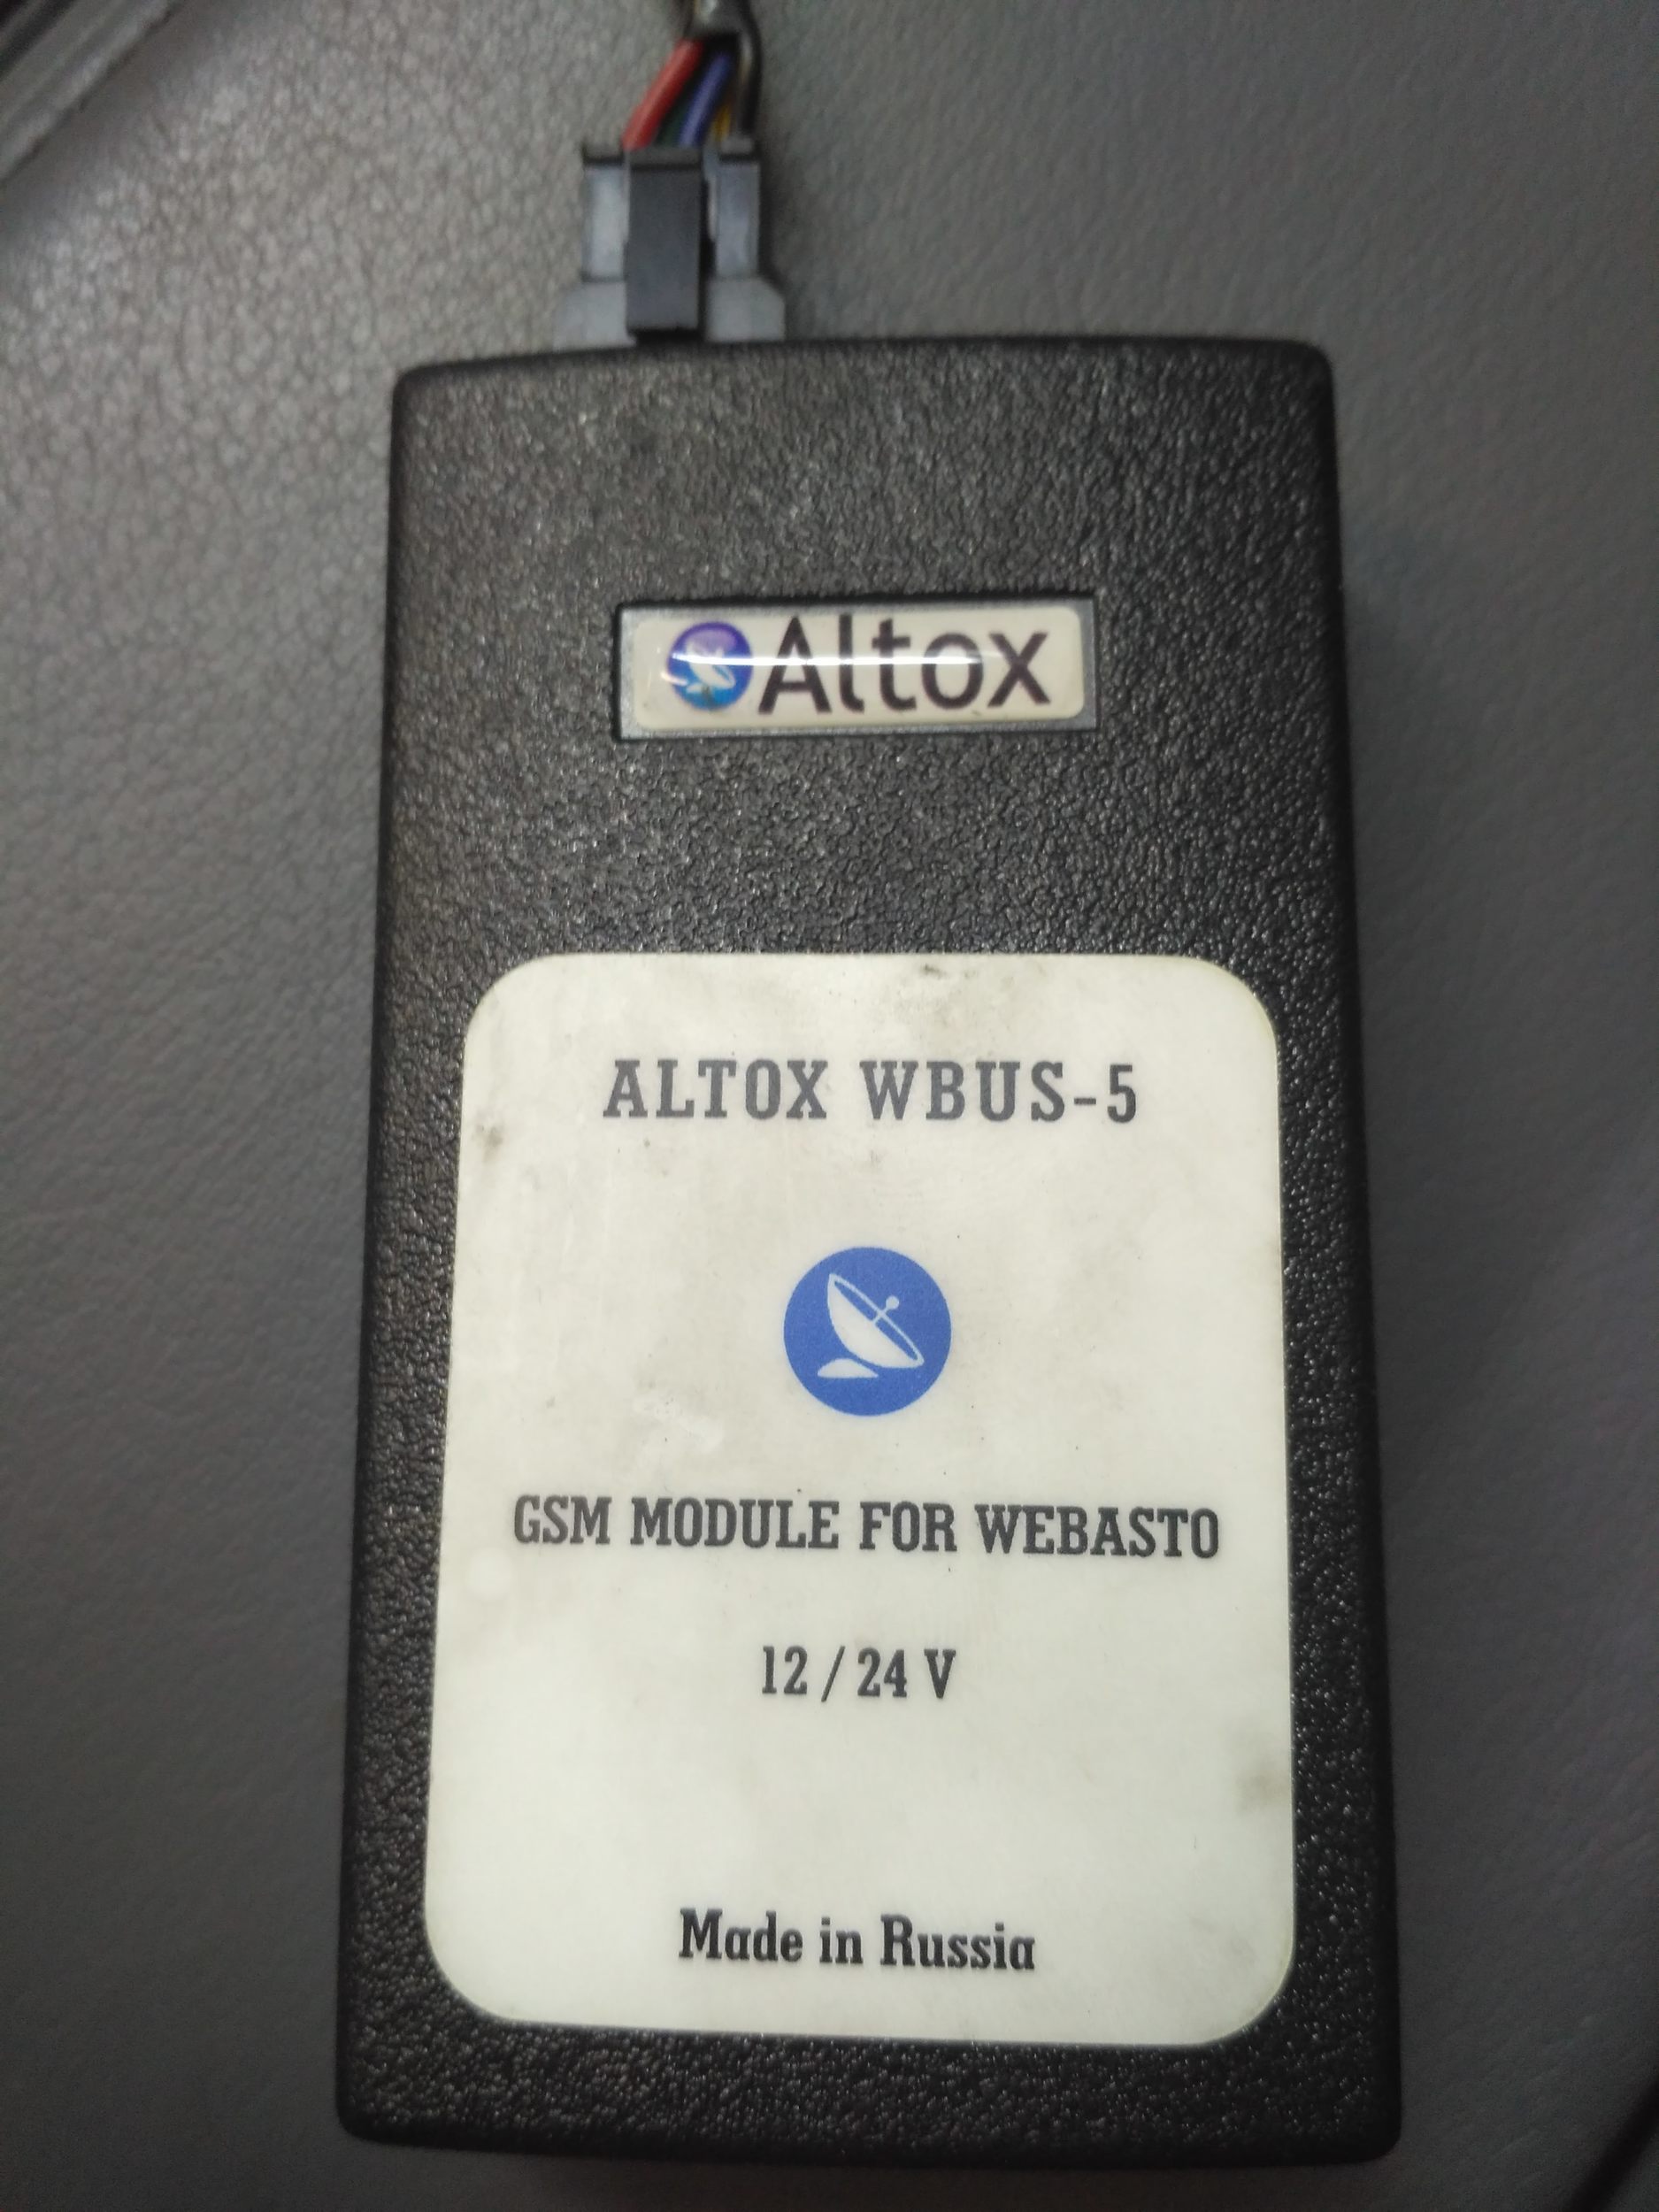 Altox
ALTOX WBUS-5
GSM MODULE FOR WEBASTO
12 / 24 V
Made in Russia